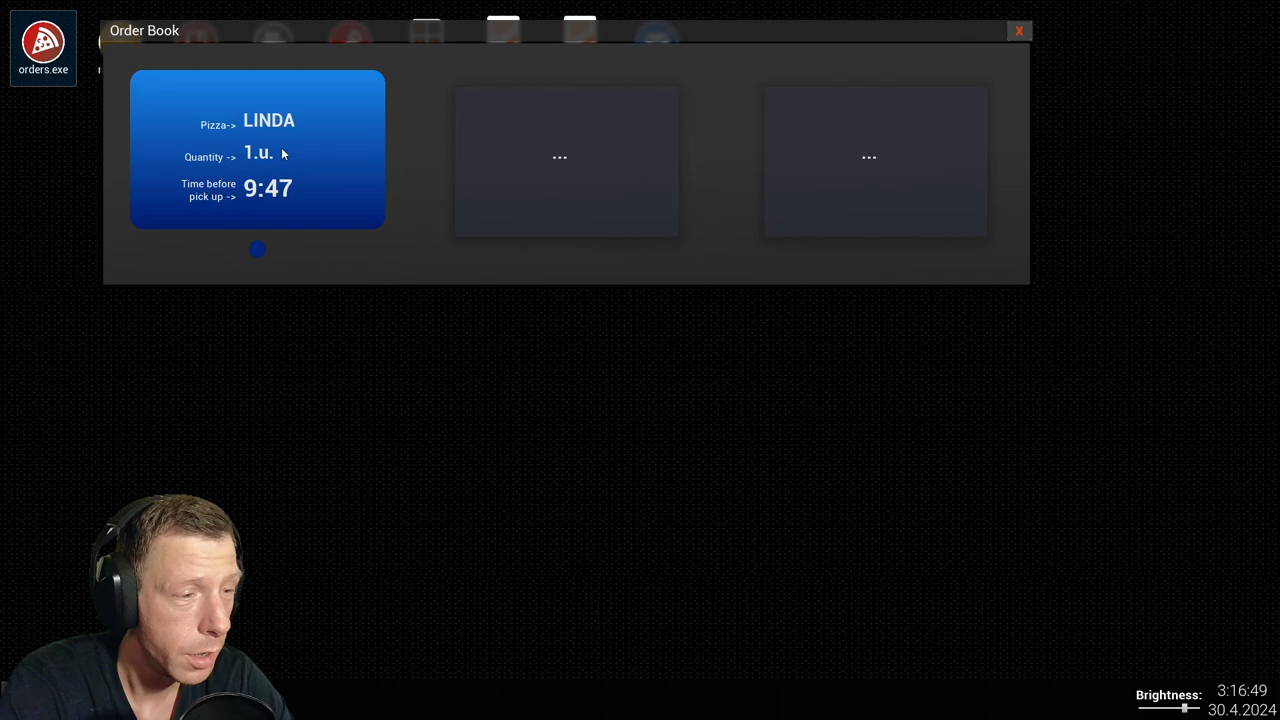 Order Book
X
orders.exe
Pizza-> LINDA
Quantity -> 1.u.
Time before
pick up -> 9:47
...
...
Brightness:
3:16:49
30.4.2024